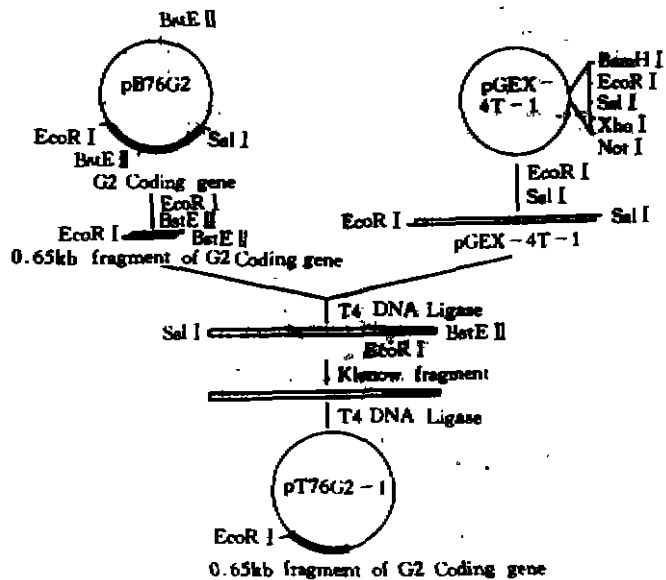 BstE Ⅱ
pB76G2
EcoR Ⅰ
Sal Ⅰ
BstE Ⅱ
G2 Coding gene
EcoR Ⅰ
BstE Ⅱ
EcoR Ⅰ
BstE Ⅱ
0.65kb fragment of G2 Coding gene
pGEX-
4T-1
BamH Ⅰ
EcoR Ⅰ
Sal Ⅰ
Xho Ⅰ
Not Ⅰ
EcoR Ⅰ
Sal Ⅰ
EcoR Ⅰ
Sal Ⅰ
pGEX-4T-1
T4 DNA Ligase
Sal Ⅰ
BstE Ⅱ
EcoR Ⅰ
Klenow fragment
T4 DNA Ligase
pT76G2-1
EcoR Ⅰ
0.65kb fragment of G2 Coding gene